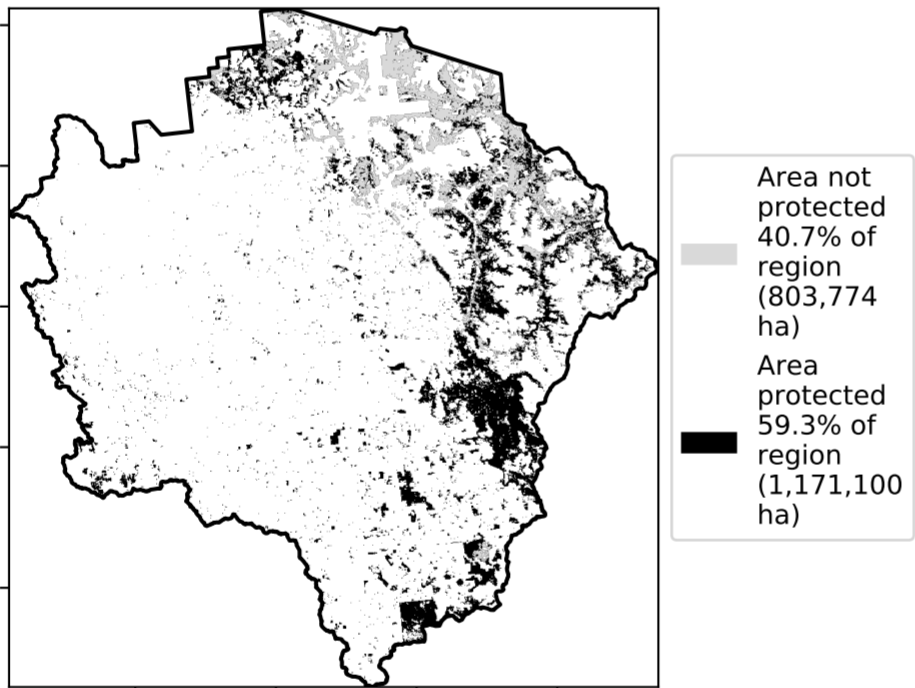 Area not
protected
40.7% of
region
(803,774
ha)
Area
protected
59.3% of
region
(1,171,100
ha)